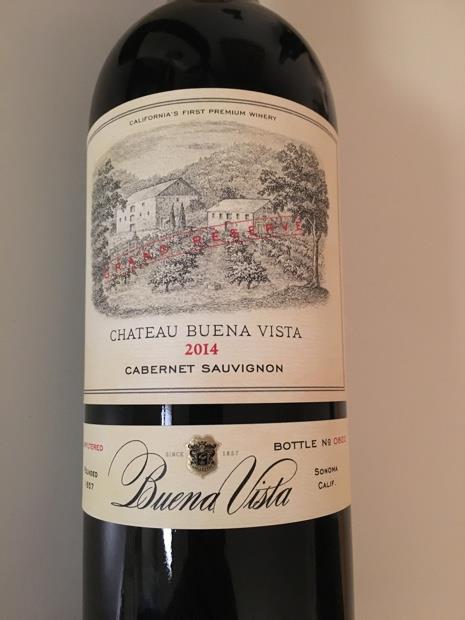 CALIFORNIA'S FIRST PREMIUM WINERY
GRAND RESERVE
CHATEAU BUENA VISTA
2014
CABERNET SAUVIGNON
SINCE 1857
BOTTLE No
Buena Vista
1857
SONOMA
CALIF.